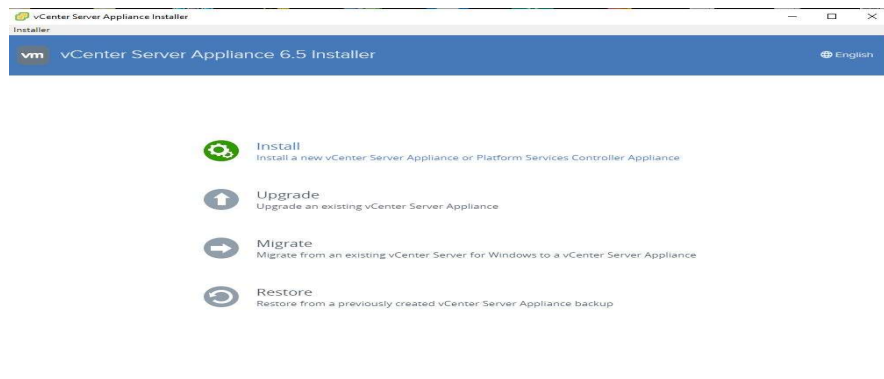 vCenter Server Appliance Installer
Installer
vm vCenter Server Appliance 6.5 Installer English
Install
Install a new vCenter Server Appliance or Platform Services Controller Appliance
Upgrade
Upgrade an existing vCenter Server Appliance
Migrate
Migrate from an existing vCenter Server for Windows to a vCenter Server Appliance
Restore
Restore from a previously created vCenter Server Appliance backup